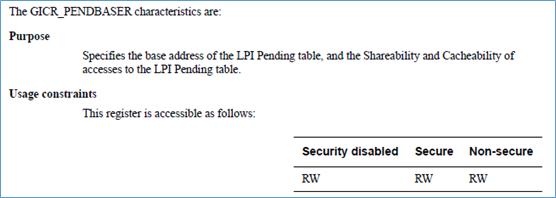 The GICR_PENDBASER characteristics are:
Purpose
Specifies the base address of the LPI Pending table, and the Shareability and Cacheability of
accesses to the LPI Pending table.
Usage constraints
This register is accessible as follows:
Security disabled Secure Non-secure
RW RW RW